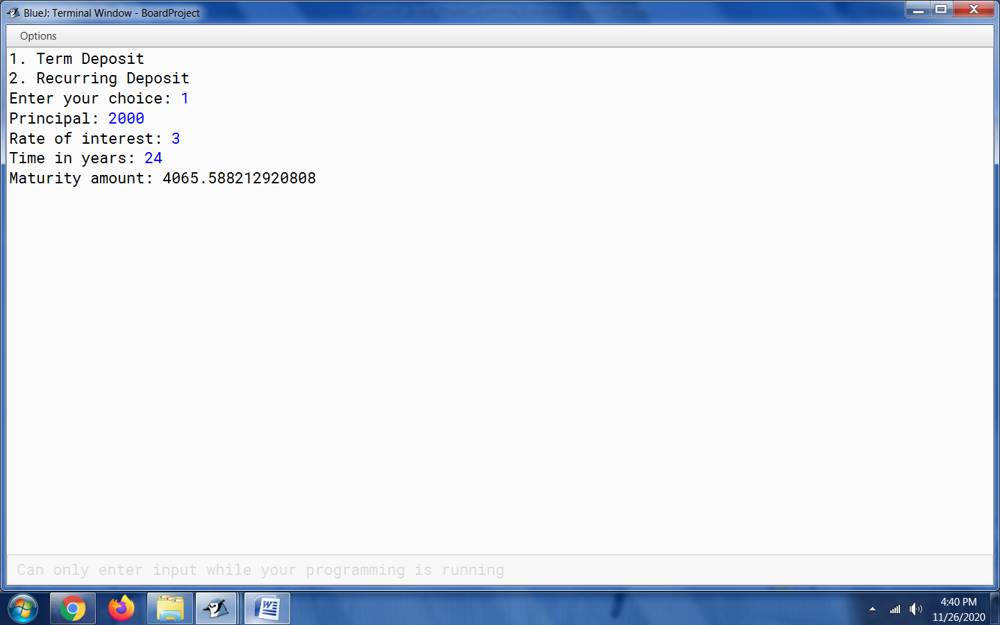 BlueJ: Terminal Window - BoardProject
Options
1. Term Deposit
2. Recurring Deposit
Enter your choice: 1
Principal: 2000
Rate of interest: 3
Time in years: 24
Maturity amount: 4065.588212920808
Can only enter input while your programming is running
4:40 PM
11/26/2020